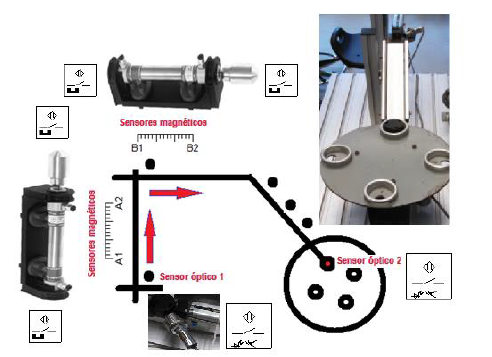 Sensores magnéticos
B1
B2
Sensores magnéticos
A1
A2
Sensor óptico 1
Sensor óptico 2